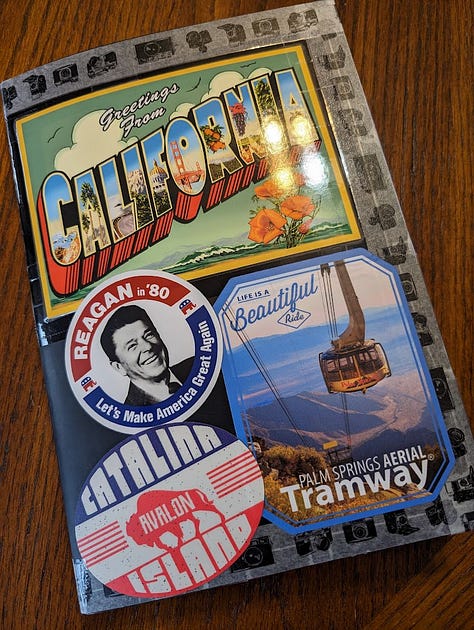 Greetings
From
CALIFORNIA
REAGAN in '80
Let's Make America Great Again
LIFE IS A
Beautiful
Ride
PALM SPRINGS AERIAL
Tramway®
CATALINA
AVALON
ISLAND